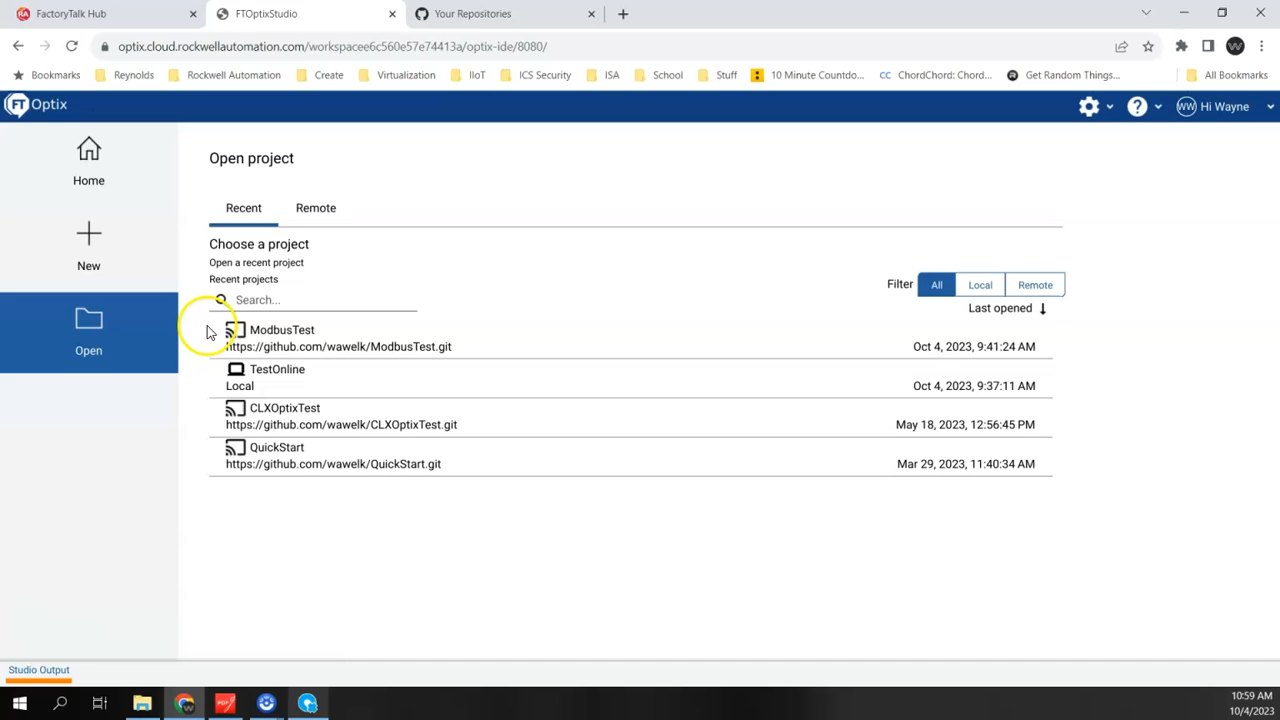 FactoryTalk Hub
FTOptixStudio
Your Repositories
optix.cloud.rockwellautomation.com/workspacee6c560e57e74413a/optix-ide/8080/
Bookmarks Reynolds Rockwell Automation Create Virtualization IIoT ICS Security ISA School Stuff 10 Minute Countdo... CC ChordChord: Chord... Get Random Things... All Bookmarks
FT Optix
? WW Hi Wayne
Home
New
Open
Open project
Recent Remote
Choose a project
Open a recent project
Recent projects
Search...
Filter All Local Remote
Last opened
ModbusTest
https://github.com/wawelk/ModbusTest.git Oct 4, 2023, 9:41:24 AM
TestOnline
Local Oct 4, 2023, 9:37:11 AM
CLXOptixTest
https://github.com/wawelk/CLXOptixTest.git May 18, 2023, 12:56:45 PM
QuickStart
https://github.com/wawelk/QuickStart.git Mar 29, 2023, 11:40:34 AM
Studio Output
10:59 AM
10/4/2023